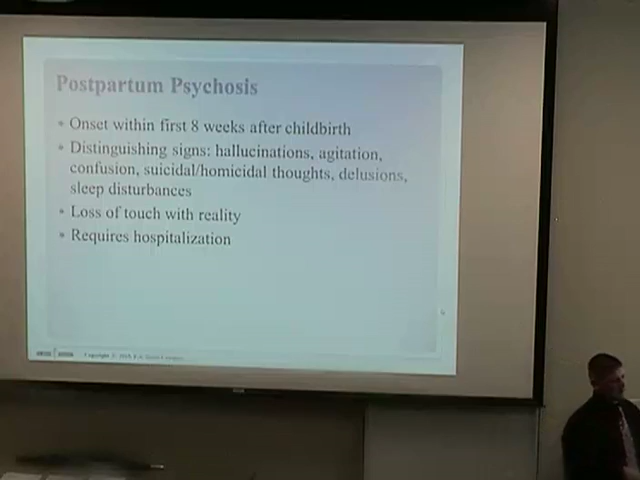 Postpartum Psychosis
• Onset within first 8 weeks after childbirth
• Distinguishing signs: hallucinations, agitation,
confusion, suicidal/homicidal thoughts, delusions,
sleep disturbances
• Loss of touch with reality
• Requires hospitalization
Copyright ©